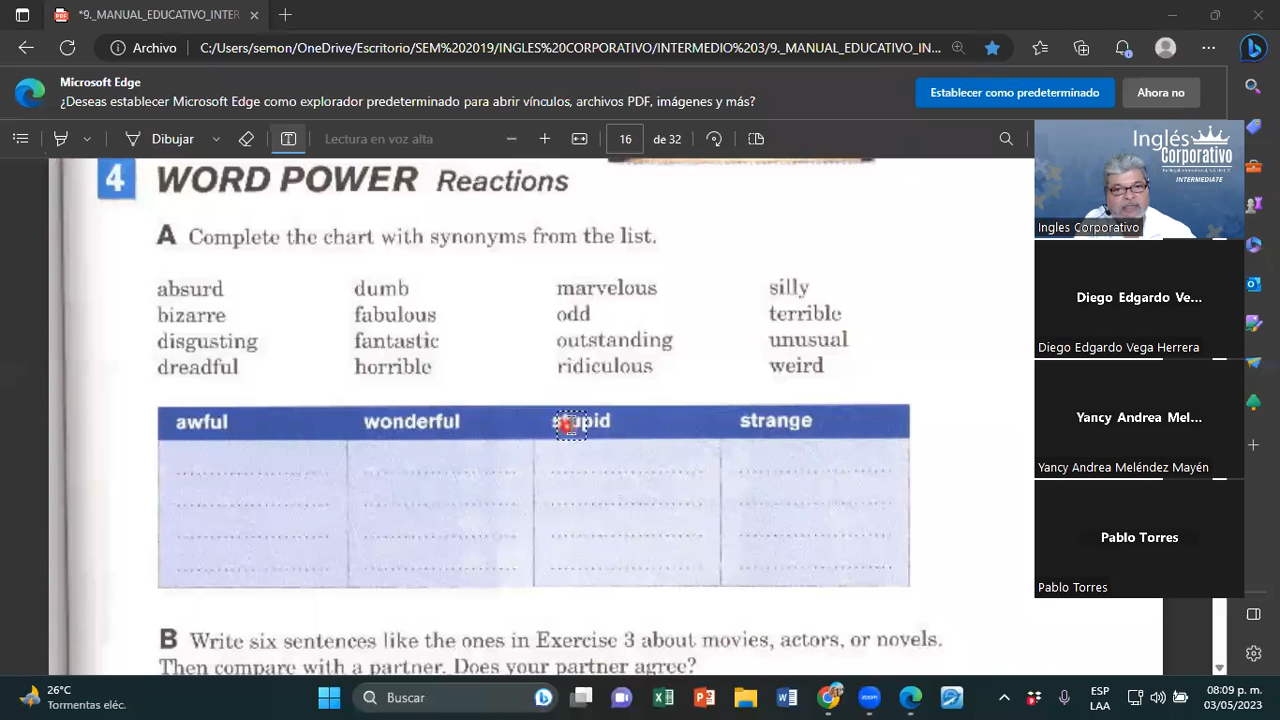 *9._MANUAL_EDUCATIVO_INTER
Archivo
C:/Users/semon/OneDrive/Escritorio/SEM%202019/INGLES%20CORPORATIVO/INTERMEDIO%203/9._MANUAL_EDUCATIVO_IN...
Microsoft Edge
¿Deseas establecer Microsoft Edge como explorador predeterminado para abrir vínculos, archivos PDF, imágenes y más?
Establecer como predeterminado
Ahora no
Dibujar
Lectura en voz alta
16 de 32
4 WORD POWER Reactions
A Complete the chart with synonyms from the list.
absurd dumb marvelous silly
bizarre fabulous odd terrible
disgusting fantastic outstanding unusual
dreadful horrible ridiculous weird
awful wonderful stupid strange
B Write six sentences like the ones in Exercise 3 about movies, actors, or novels.
Then compare with a partner. Does your partner agree?
Inglés
Corporativo
INTERMEDIATE
Ingles Corporativo
Diego Edgardo Ve...
Diego Edgardo Vega Herrera
Yancy Andrea Mel...
Yancy Andrea Meléndez Mayén
Pablo Torres
Pablo Torres
26°C
Tormentas eléc.
Buscar
ESP
LAA
08:09 p. m.
03/05/2023